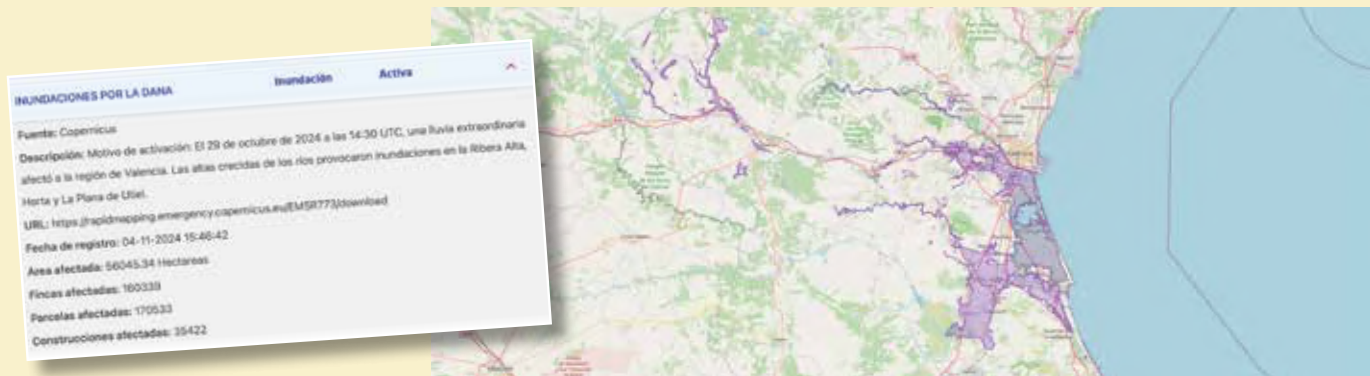 INUNDACIONES POR LA DANA Inundación Activa
Fuente: Copernicus
Descripción: Motivo de activación: El 29 de octubre de 2024 a las 14:30 UTC, una lluvia extraordinaria
afectó a la región de Valencia. Las altas crecidas de los ríos provocaron inundaciones en la Ribera Alta,
Horta y La Plana de Utiel.
URL: https://rapidmapping.emergency.copernicus.eu/EMSR773/download
Fecha de registro: 04-11-2024 15:46:42
Area afectada: 56045.34 Hectareas
Fincas afectadas: 160339
Parcelas afectadas: 170533
Construcciones afectadas: 35422